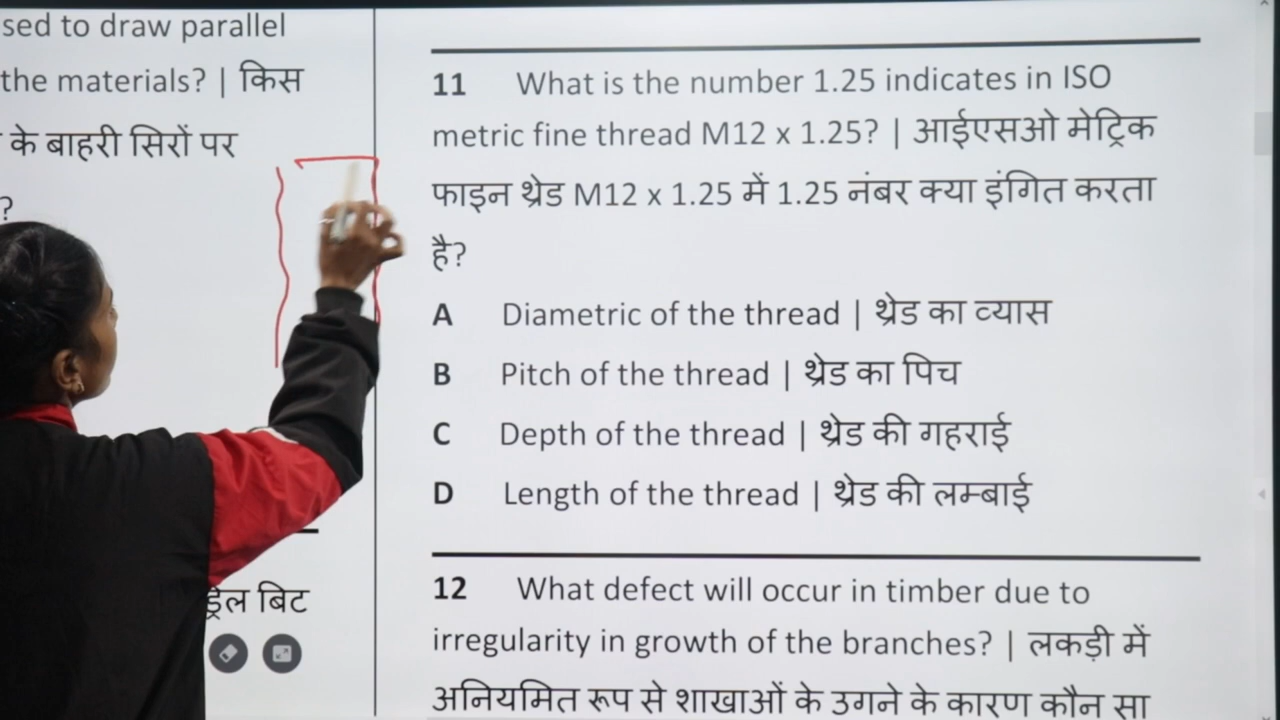 sed to draw parallel
the materials? | किस
के बाहरी सिरों पर
?
ड्रिल बिट
11 What is the number 1.25 indicates in ISO
metric fine thread M12 x 1.25? | आईएसओ मेट्रिक
फाइन थ्रेड M12 x 1.25 में 1.25 नंबर क्या इंगित करता
है?
A Diametric of the thread | थ्रेड का व्यास
B Pitch of the thread | थ्रेड का पिच
C Depth of the thread | थ्रेड की गहराई
D Length of the thread | थ्रेड की लम्बाई
12 What defect will occur in timber due to
irregularity in growth of the branches? | लकड़ी में
अनियमित रूप से शाखाओं के उगने के कारण कौन सा